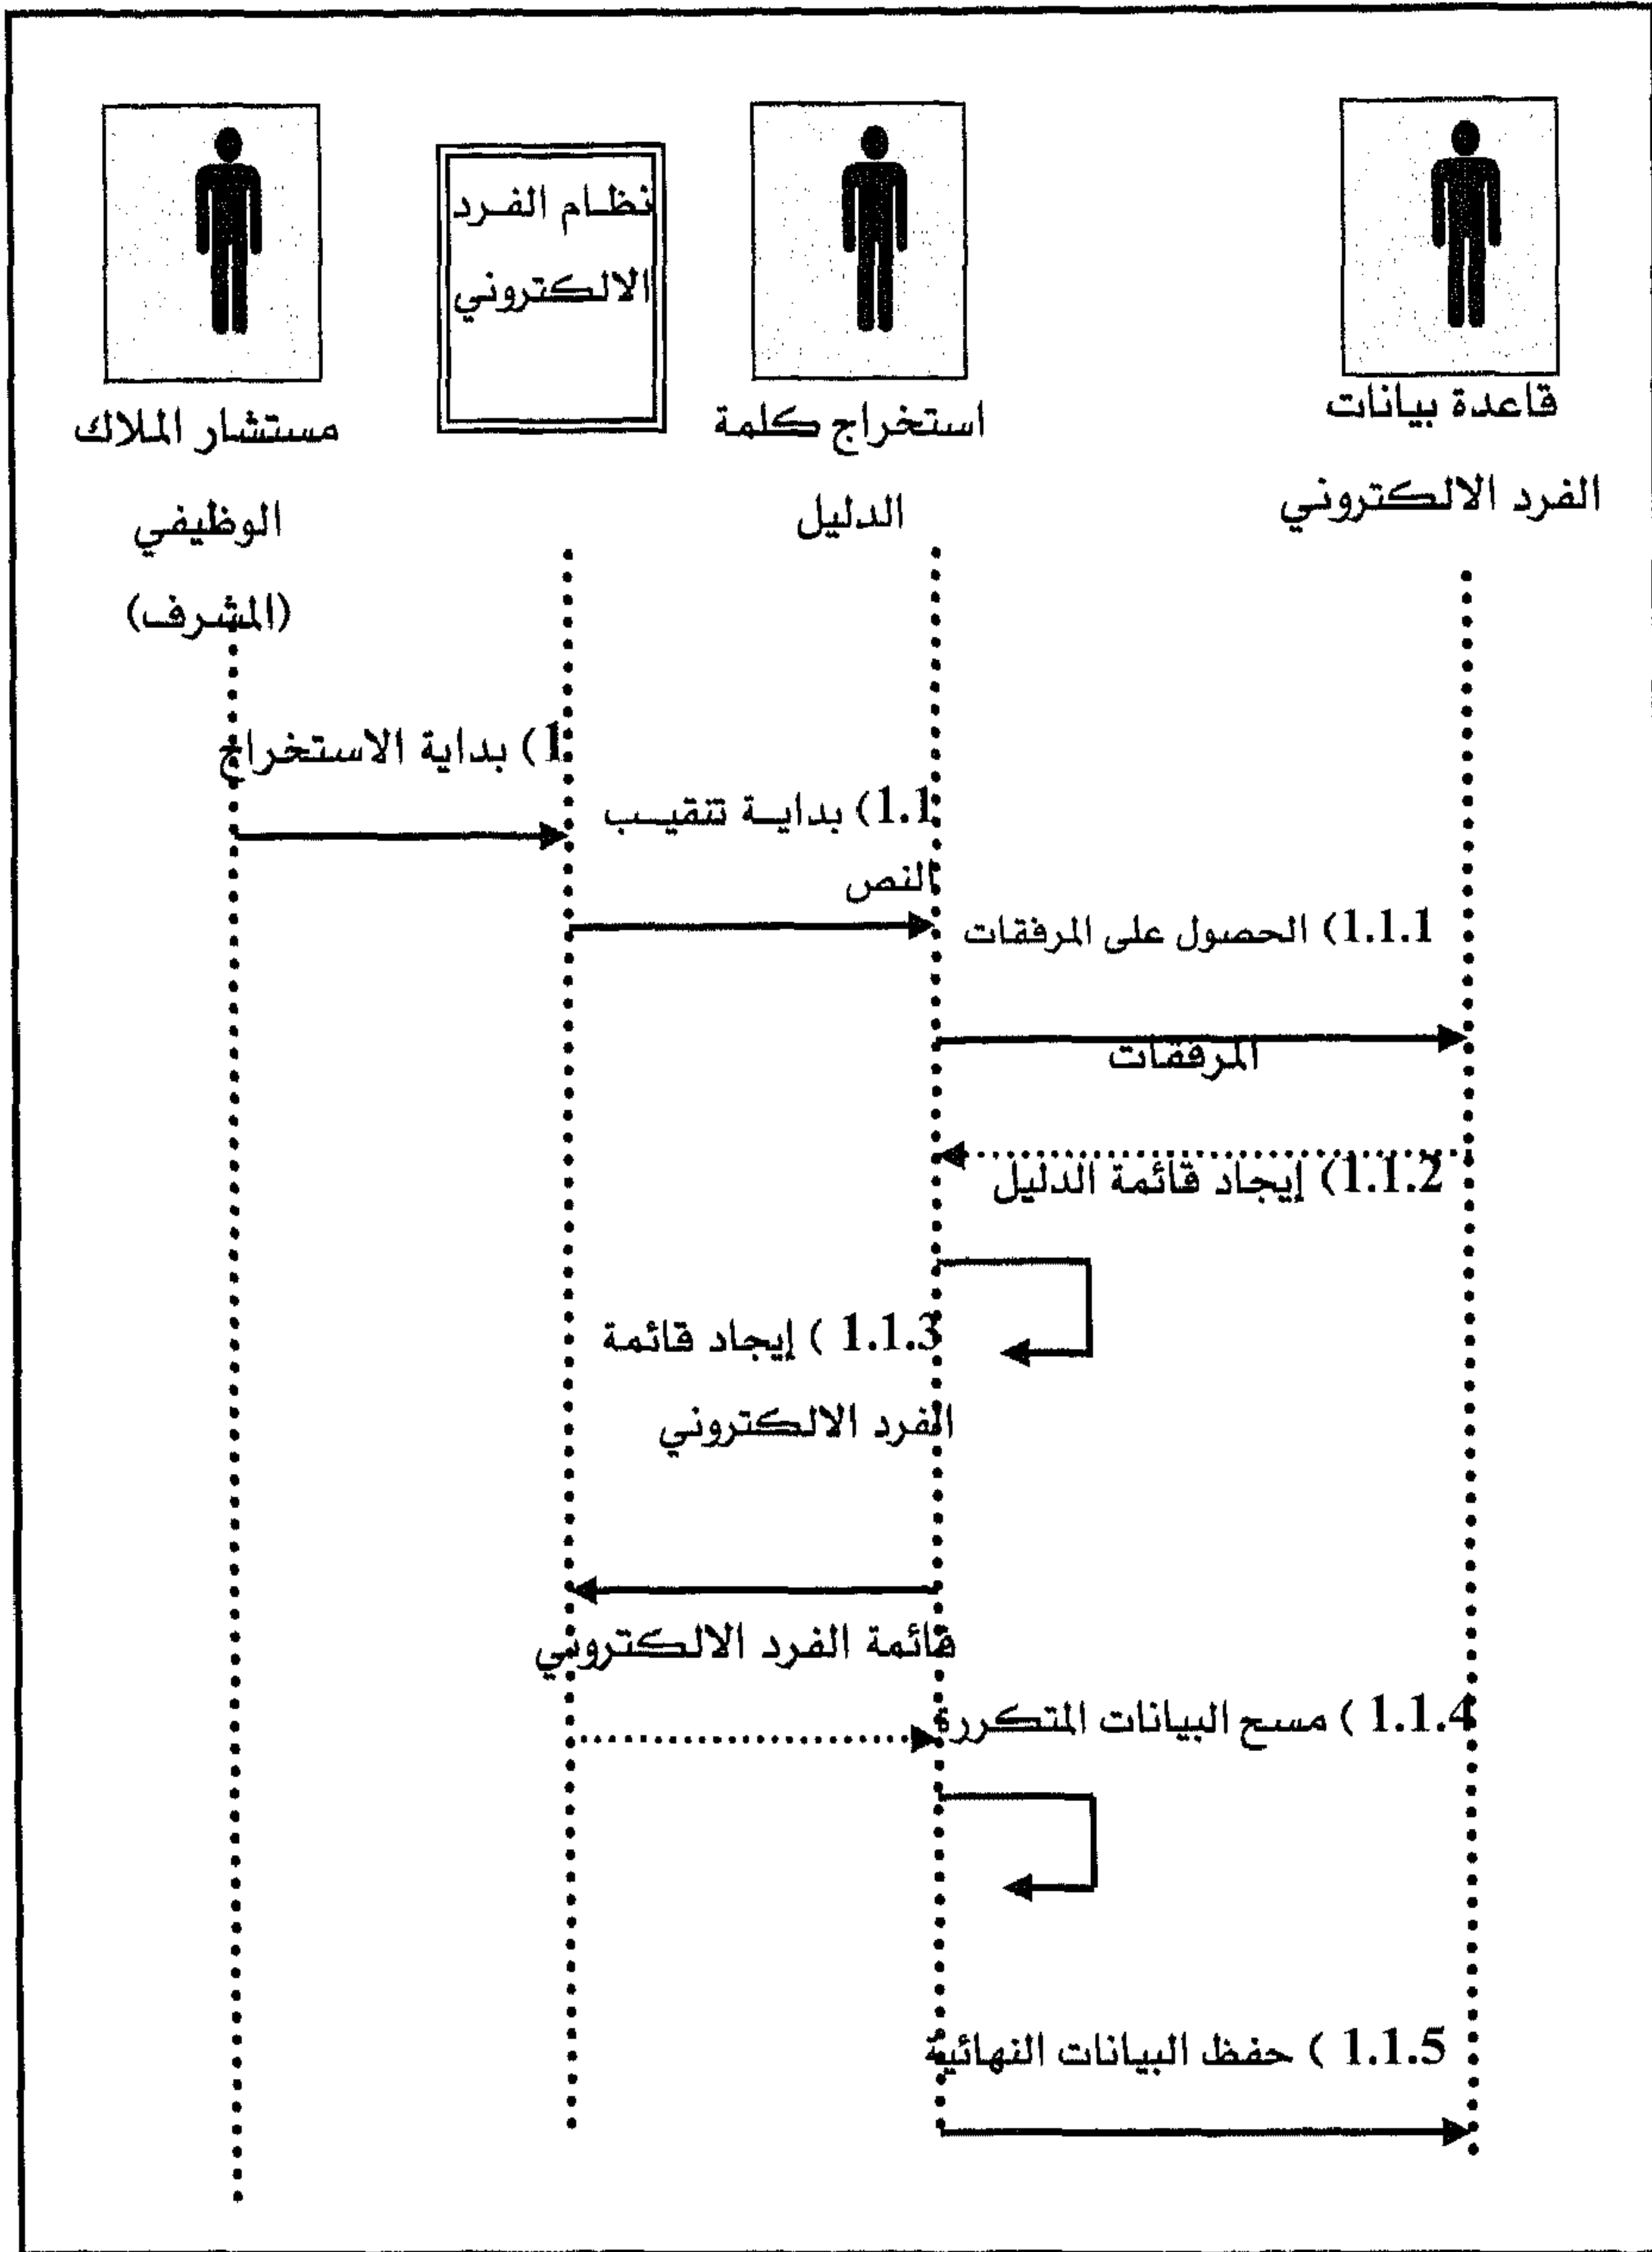 نظام الفرد
الالكتروني
مستشار الملاك
الوظيفي
(المشرف)
استخراج كلمة
الدليل
قاعدة بيانات
الفرد الالكتروني
1) بداية الاستخراج
1.1) بداية تنقيب
النص
1.1.1) الحصول على المرفقات
المرفقات
1.1.2) إيجاد قائمة الدليل
1.1.3 ) إيجاد قائمة
الفرد الالكتروني
قائمة الفرد الالكتروني
1.1.4 ) مسح البيانات المتكررة
1.1.5 ) حفظ البيانات النهائية